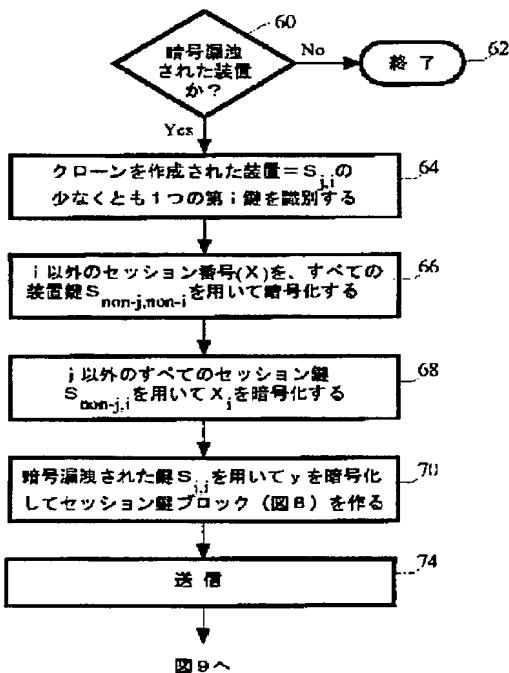 60
暗号漏洩
された装置
か？
No
終了
62
Yes
クローンを作成された装置＝S j,i の
少なくとも１つの第ｉ鍵を識別する
64
ｉ以外のセッション番号(X)を、すべての
装置鍵S non-j,non-i を用いて暗号化する
66
ｊ以外のすべてのセッション鍵
S non-j,i を用いてX i を暗号化する
68
暗号漏洩された鍵S j,i を用いてｙを暗号化
してセッション鍵ブロック（図８）を作る
70
送信
74
図９へ